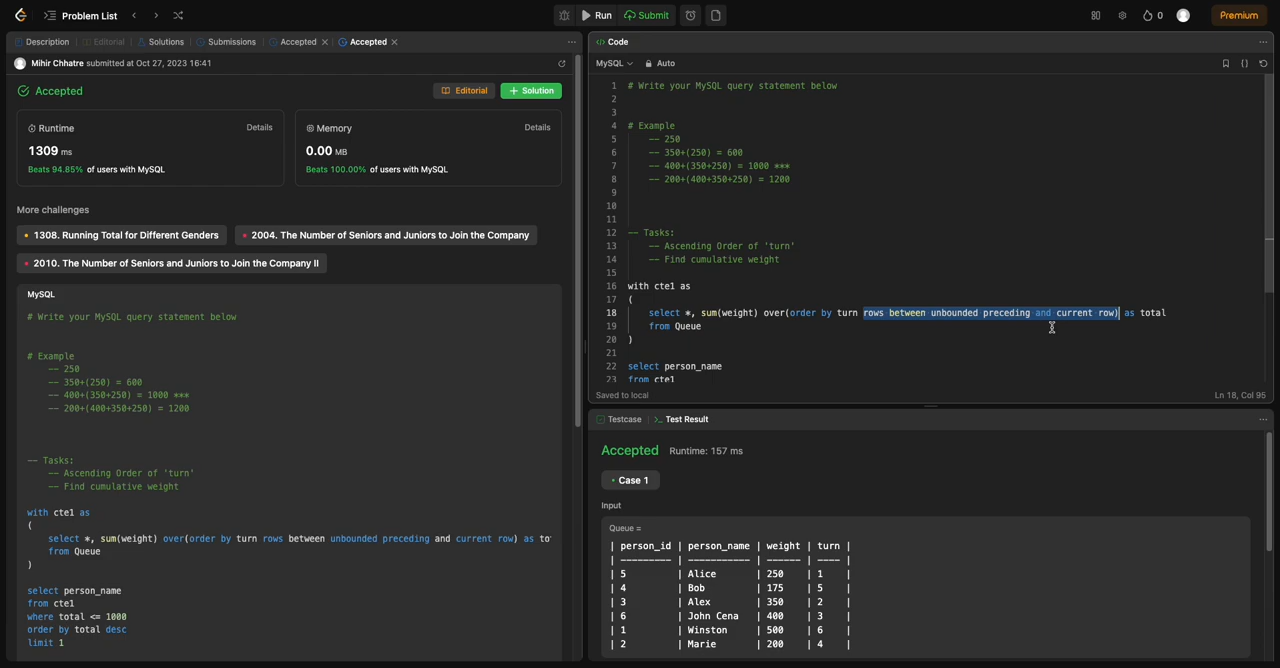 Problem List
Run
Submit
0
Premium
Description
Editorial
Solutions
Submissions
Accepted
Accepted
Mihir Chhatre submitted at Oct 27, 2023 16:41
Accepted
Editorial
Solution
Runtime
Details
1309 ms
Beats 94.85% of users with MySQL
Memory
Details
0.00 MB
Beats 100.00% of users with MySQL
More challenges
1308. Running Total for Different Genders
2004. The Number of Seniors and Juniors to Join the Company
2010. The Number of Seniors and Juniors to Join the Company II
MySQL
# Write your MySQL query statement below
# Example
-- 250
-- 350+(250) = 600
-- 400+(350+250) = 1000 ***
-- 200+(400+350+250) = 1200
-- Tasks:
-- Ascending Order of 'turn'
-- Find cumulative weight
with cte1 as
(
select *, sum(weight) over(order by turn rows between unbounded preceding and current row) as to
from Queue
)
select person_name
from cte1
where total <= 1000
order by total desc
limit 1
</> Code
MySQL
Auto
1 # Write your MySQL query statement below
2
3
4 # Example
5 -- 250
6 -- 350+(250) = 600
7 -- 400+(350+250) = 1000 ***
8 -- 200+(400+350+250) = 1200
9
10
11
12 -- Tasks:
13 -- Ascending Order of 'turn'
14 -- Find cumulative weight
15
16 with cte1 as
17 (
18 select *, sum(weight) over(order by turn rows between unbounded preceding and current row) as total
19 from Queue
20 )
21
22 select person_name
23 from cte1
Saved to local
Ln 18, Col 95
Testcase
>_ Test Result
Accepted Runtime: 157 ms
Case 1
Input
Queue =
| person_id | person_name | weight | turn |
| --------- | ----------- | ------ | ---- |
| 5 | Alice | 250 | 1 |
| 4 | Bob | 175 | 5 |
| 3 | Alex | 350 | 2 |
| 6 | John Cena | 400 | 3 |
| 1 | Winston | 500 | 6 |
| 2 | Marie | 200 | 4 |